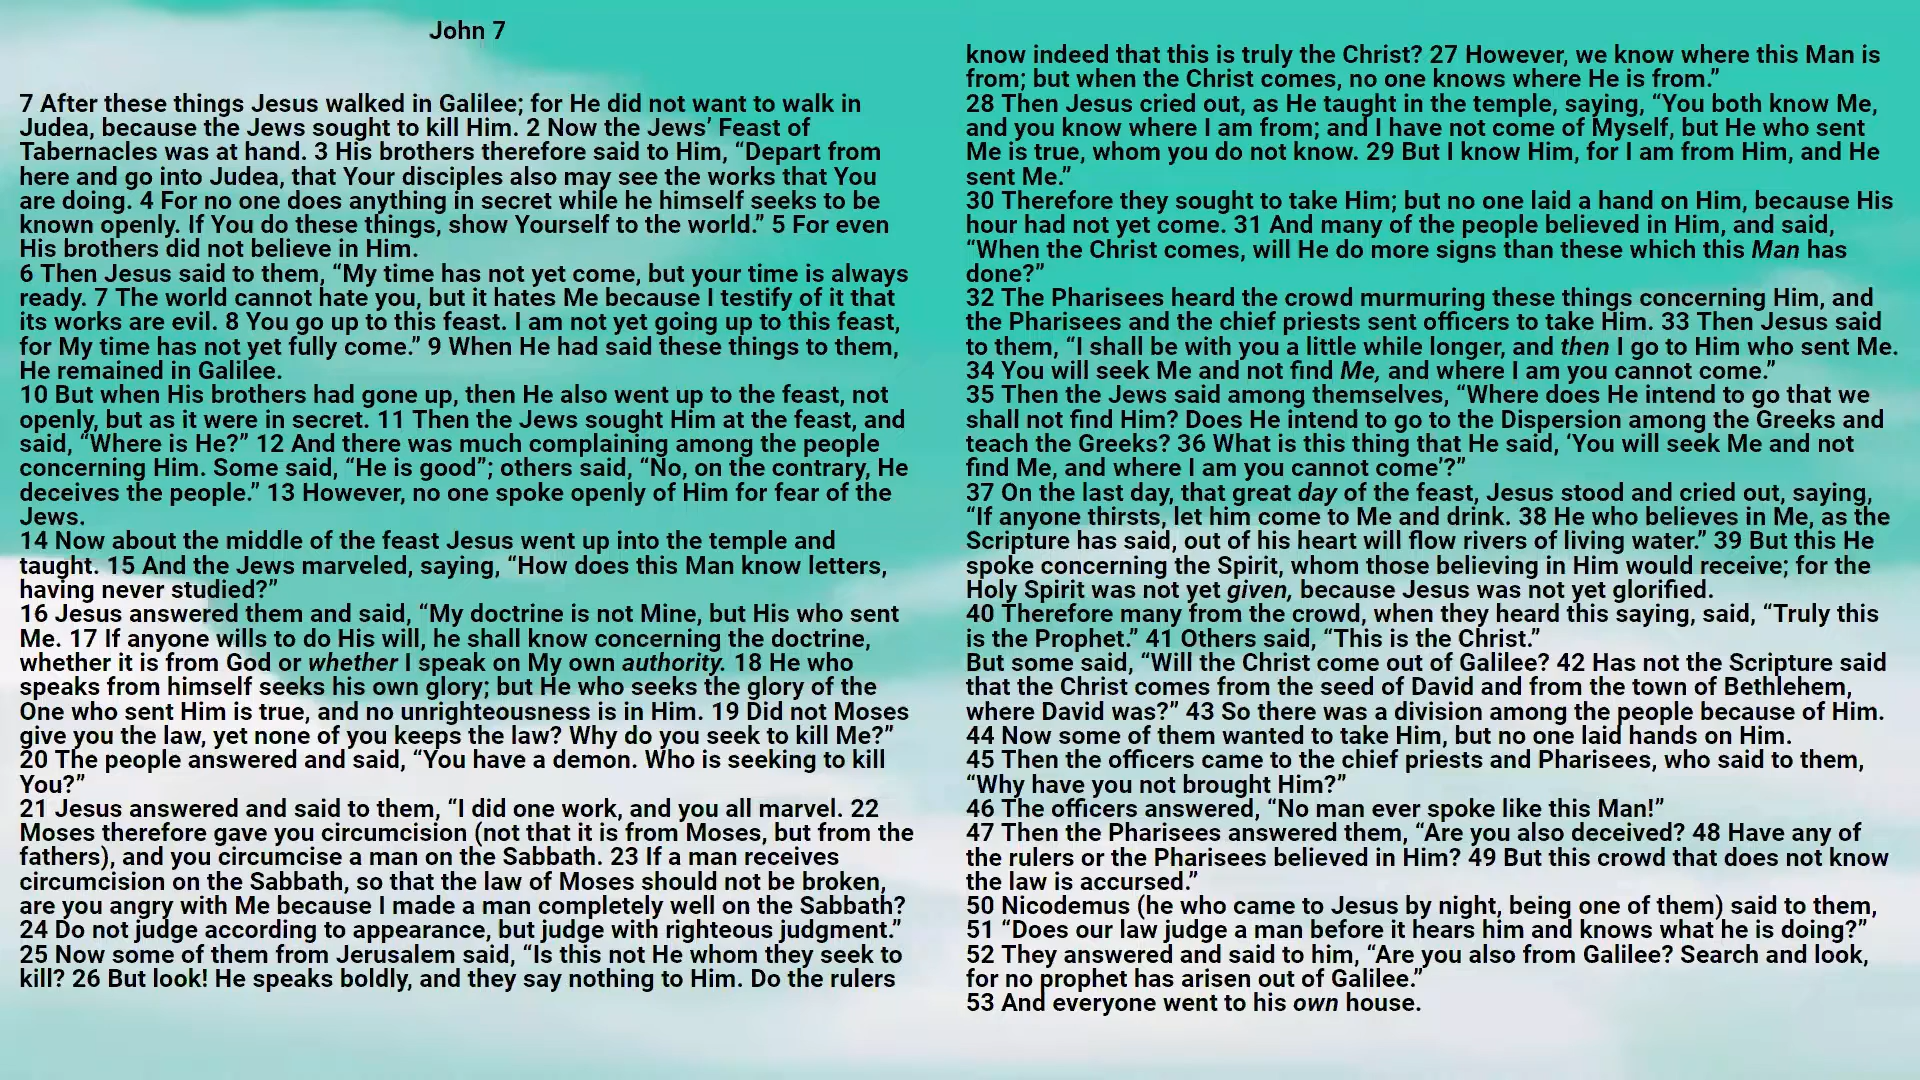 John 7
7 After these things Jesus walked in Galilee; for He did not want to walk in
Judea, because the Jews sought to kill Him. 2 Now the Jews’ Feast of
Tabernacles was at hand. 3 His brothers therefore said to Him, “Depart from
here and go into Judea, that Your disciples also may see the works that You
are doing. 4 For no one does anything in secret while he himself seeks to be
known openly. If You do these things, show Yourself to the world.” 5 For even
His brothers did not believe in Him.
6 Then Jesus said to them, “My time has not yet come, but your time is always
ready. 7 The world cannot hate you, but it hates Me because I testify of it that
its works are evil. 8 You go up to this feast. I am not yet going up to this feast,
for My time has not yet fully come.” 9 When He had said these things to them,
He remained in Galilee.
10 But when His brothers had gone up, then He also went up to the feast, not
openly, but as it were in secret. 11 Then the Jews sought Him at the feast, and
said, “Where is He?” 12 And there was much complaining among the people
concerning Him. Some said, “He is good”; others said, “No, on the contrary, He
deceives the people.” 13 However, no one spoke openly of Him for fear of the
Jews.
14 Now about the middle of the feast Jesus went up into the temple and
taught. 15 And the Jews marveled, saying, “How does this Man know letters,
having never studied?”
16 Jesus answered them and said, “My doctrine is not Mine, but His who sent
Me. 17 If anyone wills to do His will, he shall know concerning the doctrine,
whether it is from God or whether I speak on My own authority. 18 He who
speaks from himself seeks his own glory; but He who seeks the glory of the
One who sent Him is true, and no unrighteousness is in Him. 19 Did not Moses
give you the law, yet none of you keeps the law? Why do you seek to kill Me?”
20 The people answered and said, “You have a demon. Who is seeking to kill
You?”
21 Jesus answered and said to them, “I did one work, and you all marvel. 22
Moses therefore gave you circumcision (not that it is from Moses, but from the
fathers), and you circumcise a man on the Sabbath. 23 If a man receives
circumcision on the Sabbath, so that the law of Moses should not be broken,
are you angry with Me because I made a man completely well on the Sabbath?
24 Do not judge according to appearance, but judge with righteous judgment.”
25 Now some of them from Jerusalem said, “Is this not He whom they seek to
kill? 26 But look! He speaks boldly, and they say nothing to Him. Do the rulers
know indeed that this is truly the Christ? 27 However, we know where this Man is
from; but when the Christ comes, no one knows where He is from.”
28 Then Jesus cried out, as He taught in the temple, saying, “You both know Me,
and you know where I am from; and I have not come of Myself, but He who sent
Me is true, whom you do not know. 29 But I know Him, for I am from Him, and He
sent Me.”
30 Therefore they sought to take Him; but no one laid a hand on Him, because His
hour had not yet come. 31 And many of the people believed in Him, and said,
“When the Christ comes, will He do more signs than these which this Man has
done?”
32 The Pharisees heard the crowd murmuring these things concerning Him, and
the Pharisees and the chief priests sent officers to take Him. 33 Then Jesus said
to them, “I shall be with you a little while longer, and then I go to Him who sent Me.
34 You will seek Me and not find Me, and where I am you cannot come.”
35 Then the Jews said among themselves, “Where does He intend to go that we
shall not find Him? Does He intend to go to the Dispersion among the Greeks and
teach the Greeks? 36 What is this thing that He said, ‘You will seek Me and not
find Me, and where I am you cannot come’?”
37 On the last day, that great day of the feast, Jesus stood and cried out, saying,
“If anyone thirsts, let him come to Me and drink. 38 He who believes in Me, as the
Scripture has said, out of his heart will flow rivers of living water.” 39 But this He
spoke concerning the Spirit, whom those believing in Him would receive; for the
Holy Spirit was not yet given, because Jesus was not yet glorified.
40 Therefore many from the crowd, when they heard this saying, said, “Truly this
is the Prophet.” 41 Others said, “This is the Christ.”
But some said, “Will the Christ come out of Galilee? 42 Has not the Scripture said
that the Christ comes from the seed of David and from the town of Bethlehem,
where David was?” 43 So there was a division among the people because of Him.
44 Now some of them wanted to take Him, but no one laid hands on Him.
45 Then the officers came to the chief priests and Pharisees, who said to them,
“Why have you not brought Him?”
46 The officers answered, “No man ever spoke like this Man!”
47 Then the Pharisees answered them, “Are you also deceived? 48 Have any of
the rulers or the Pharisees believed in Him? 49 But this crowd that does not know
the law is accursed.”
50 Nicodemus (he who came to Jesus by night, being one of them) said to them,
51 “Does our law judge a man before it hears him and knows what he is doing?”
52 They answered and said to him, “Are you also from Galilee? Search and look,
for no prophet has arisen out of Galilee.”
53 And everyone went to his own house.